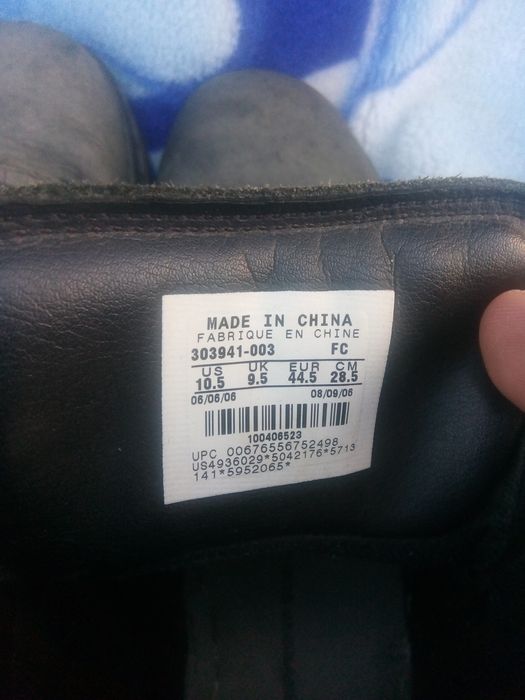 MADE IN CHINA
FABRIQUE EN CHINE
303941-003 FC
US UK EUR CM
10.5 9.5 44.5 28.5
06/06/06 08/09/06
100406523
UPC 00676556752498
US4936029*5042176*5713
141*5952065*